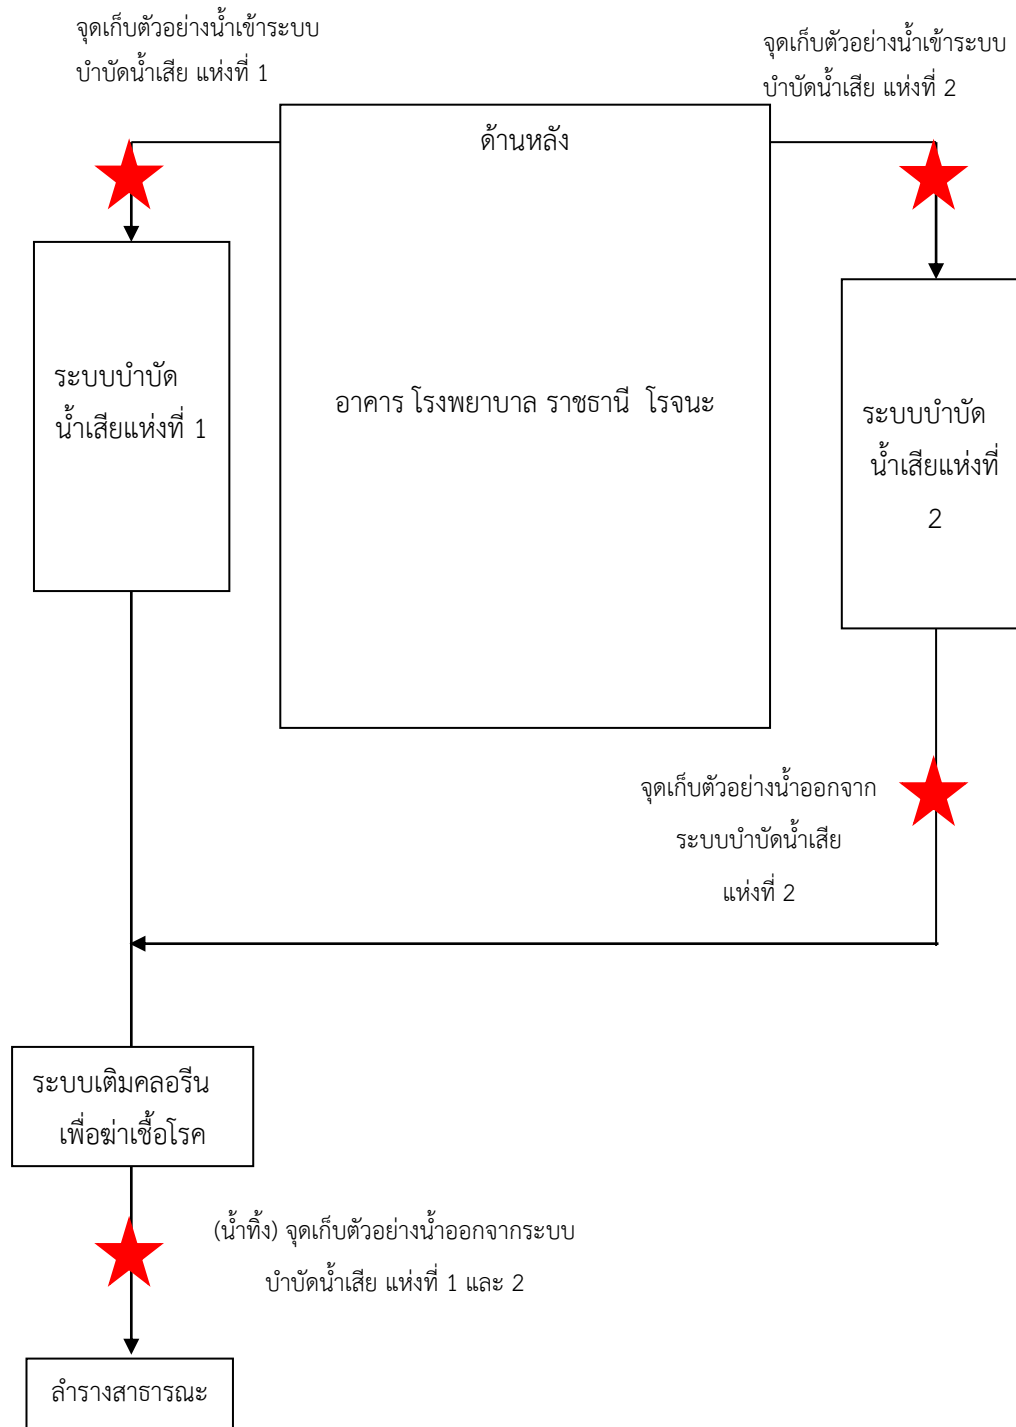 จุดเก็บตัวอย่างน้ำเข้าระบบ
บำบัดน้ำเสีย แห่งที่ 1
จุดเก็บตัวอย่างน้ำเข้าระบบ
บำบัดน้ำเสีย แห่งที่ 2
ด้านหลัง
ระบบบำบัด
น้ำเสียแห่งที่ 1
อาคาร โรงพยาบาล ราชธานี โรจนะ
ระบบบำบัด
น้ำเสียแห่งที่
2
จุดเก็บตัวอย่างน้ำออกจาก
ระบบบำบัดน้ำเสีย
แห่งที่ 2
ระบบเติมคลอรีน
เพื่อฆ่าเชื้อโรค
(น้ำทิ้ง) จุดเก็บตัวอย่างน้ำออกจากระบบ
บำบัดน้ำเสีย แห่งที่ 1 และ 2
ลำรางสาธารณะ